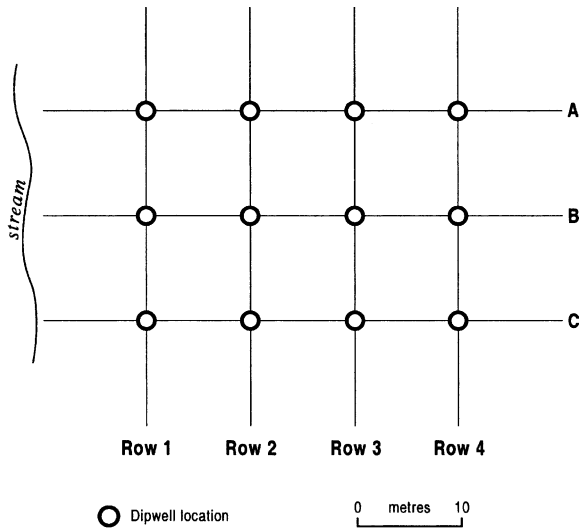 A
stream
B
C
Row 1 Row 2 Row 3 Row 4
Dipwell location
0 metres 10